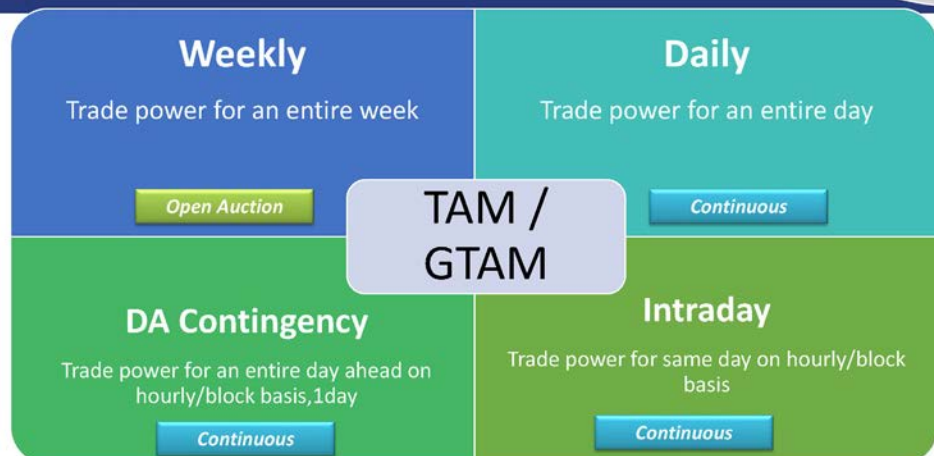 Weekly
Trade power for an entire week
Open Auction
Daily
Trade power for an entire day
Continuous
TAM /
GTAM
DA Contingency
Trade power for an entire day ahead on
hourly/block basis,1day
Continuous
Intraday
Trade power for same day on hourly/block
basis
Continuous